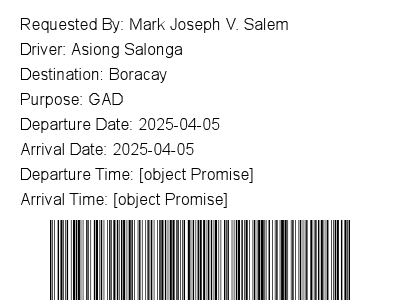 Requested By: Mark Joseph V. Salem
Driver: Asiong Salonga
Destination: Boracay
Purpose: GAD
Departure Date: 2025-04-05
Arrival Date: 2025-04-05
Departure Time: [object Promise]
Arrival Time: [object Promise]